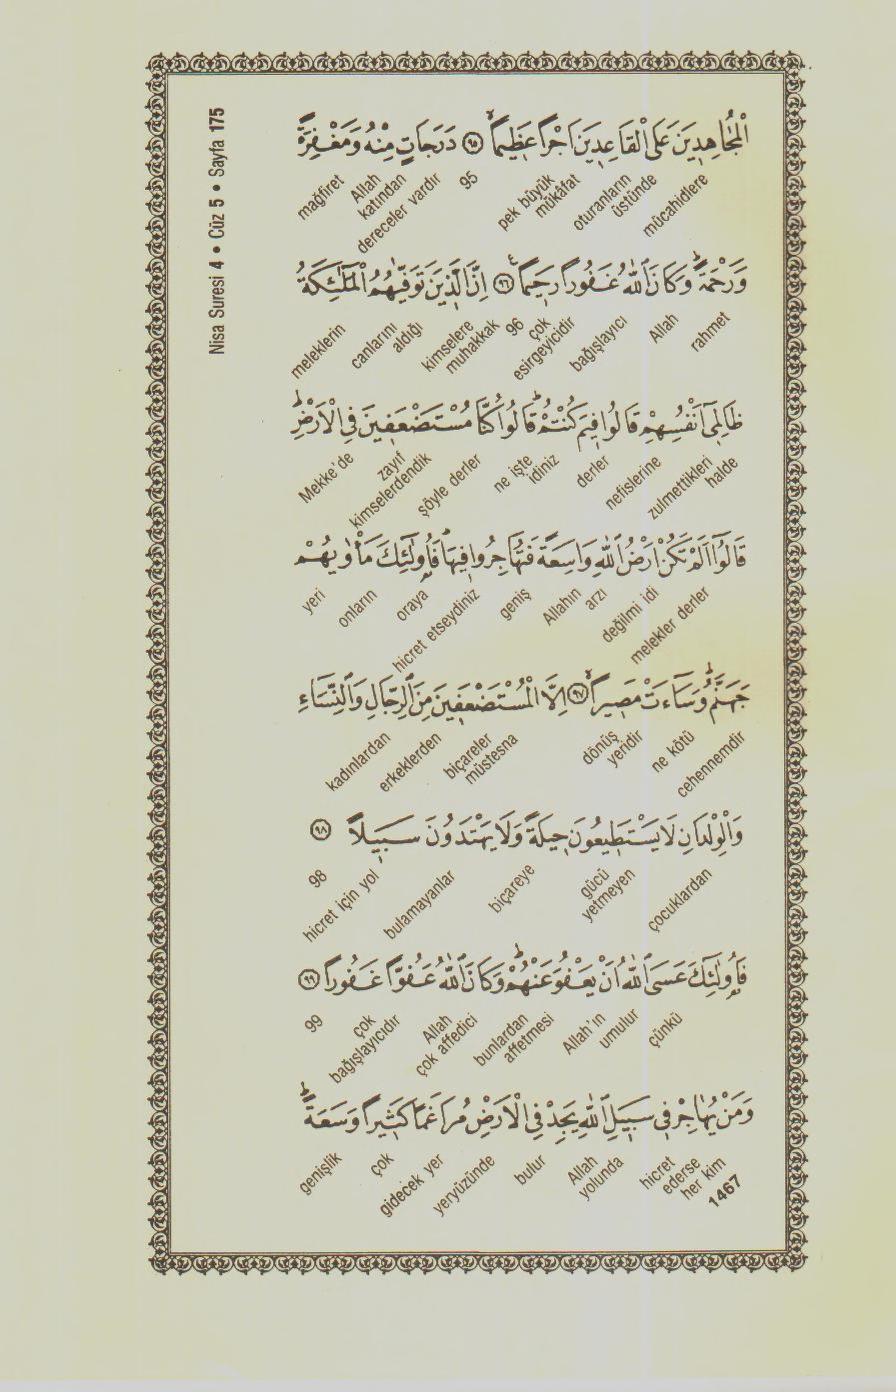 Nisa Suresi 4 • Cüz 5 • Sayfa 175
الْمُجَاهِدِينَ عَلَى الْقَاعِدِينَ اَجْرًا عَظِيمًا ۙ ﴿٩٥﴾ دَرَجَاتٍ مِنْهُ وَمَغْفِرَةً
mücahidlere oturanların üstünde pek büyük mükâfat 95 dereceler vardır Allah katından mağfiret
وَرَحْمَةً ۜ وَكَانَ اللّٰهُ غَفُورًا رَحِيمًا ۟ ﴿٩٦﴾ اِنَّ الَّذِينَ تَوَفّٰيهُمُ الْمَلٰٓئِكَةُ
rahmet Allah bağışlayıcı çok esirgeyicidir 96 kimselere muhakkak canlarını aldığı meleklerin
ظَالِمِٓي اَنْفُسِهِمْ قَالُوا فِيمَ كُنْتُمْ ۜ قَالُوا كُنَّا مُسْتَضْعَفِينَ فِي الْاَرْضِ ۜ
zulmettikleri halde nefislerine derler ne işte idiniz şöyle derler zayıf kimselerdendik Mekke'de
قَالُٓوا اَلَمْ تَكُنْ اَرْضُ اللّٰهِ وَاسِعَةً فَتُهَاجِرُوا فِيهَا ۜ فَاُولٰٓئِكَ مَأْوٰيهُمْ
melekler derler değilmi idi arzı Allahın geniş hicret etseydiniz oraya onların yeri
جَهَنَّمُ ۜ وَسَٓاءَتْ مَصِيرًا ۙ ﴿٩٧﴾ اِلَّا الْمُسْتَضْعَفِينَ مِنَ الرِّجَالِ وَالنِّسَٓاءِ
cehennemdir ne kötü dönüş yeridir biçareler müstesna erkeklerden kadınlardan
وَالْوِلْدَانِ لَا يَسْتَطِيعُونَ حِيلَةً وَلَا يَهْتَدُونَ سَبِيلًا ﴿٩٨﴾
çocuklardan gücü yetmeyen biçareye bulamayanlar hicret için yol 98
فَاُولٰٓئِكَ عَسَى اللّٰهُ اَنْ يَعْفُوَ عَنْهُمْ ۜ وَكَانَ اللّٰهُ عَفُوًّا غَفُورًا ﴿٩٩﴾
çünkü umulur Allah'ın bunlardan affetmesi Allah çok affedici çok bağışlayıcıdır 99
وَمَنْ يُهَاجِرْ فِي سَبِيلِ اللّٰهِ يَجِدْ فِي الْاَرْضِ مُرَاغَمًا كَثِيرًا وَسَعَةً ۜ
hicret ederse her kim Allah yolunda bulur yeryüzünde gidecek yer çok genişlik
1467